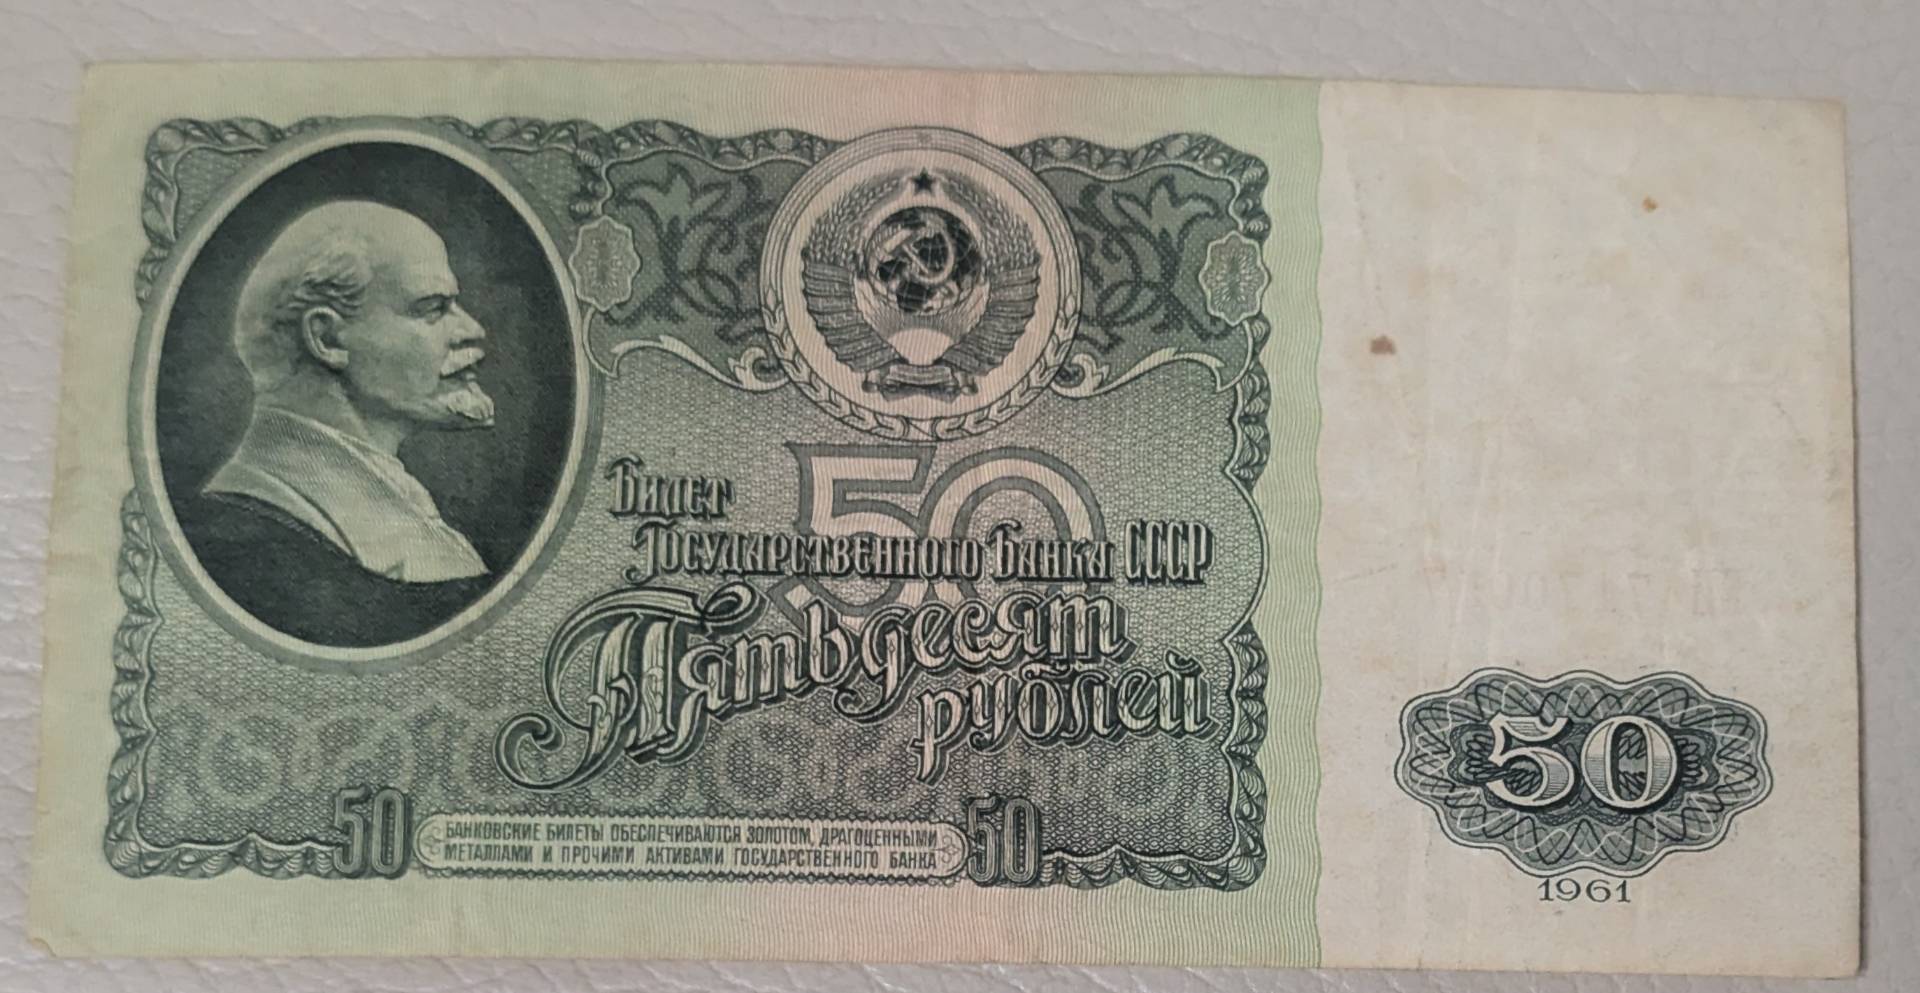 Билет
Государственного Банка СССР
50
Пятьдесят
рублей
50
БАНКОВСКИЕ БИЛЕТЫ ОБЕСПЕЧИВАЮТСЯ ЗОЛОТОМ, ДРАГОЦЕННЫМИ
МЕТАЛЛАМИ И ПРОЧИМИ АКТИВАМИ ГОСУДАРСТВЕННОГО БАНКА
50
50
1961